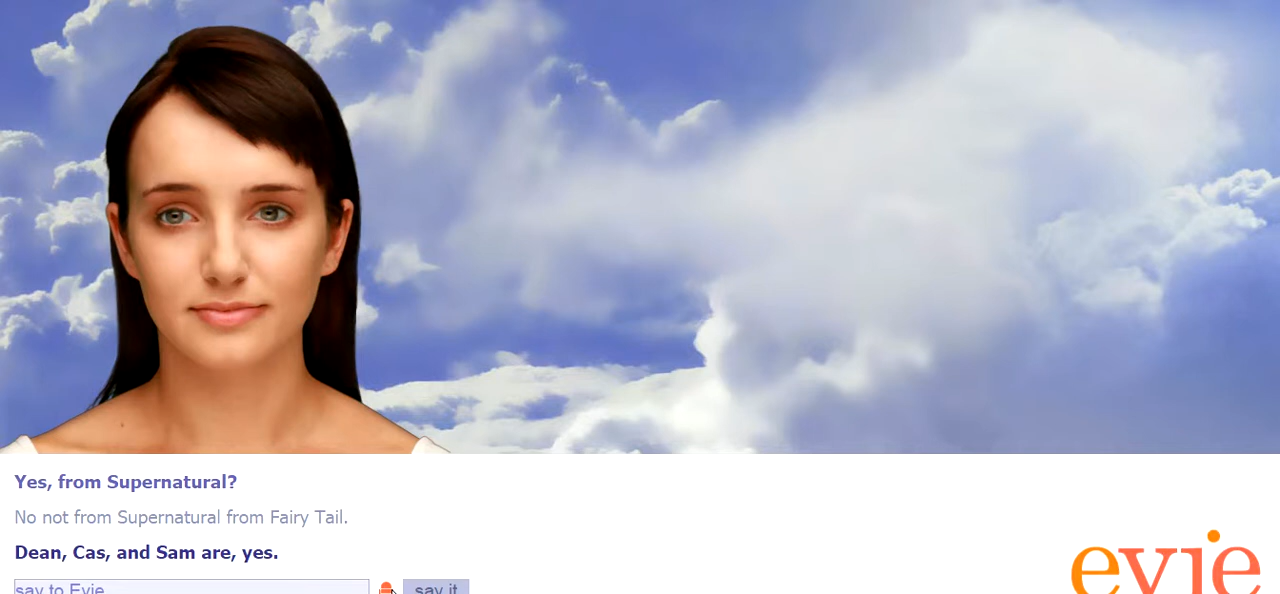 Yes, from Supernatural?
No not from Supernatural from Fairy Tail.
Dean, Cas, and Sam are, yes.
say to Evie
say it
evie